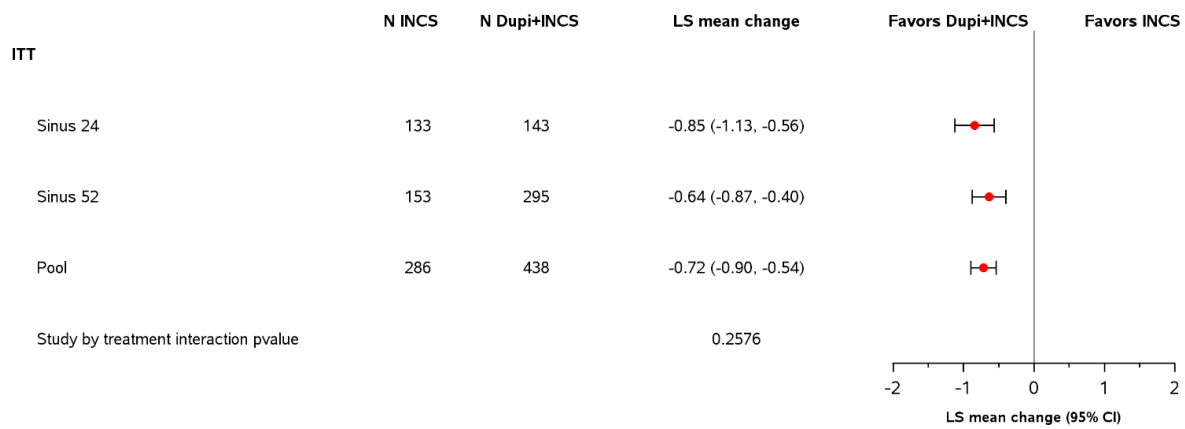 N INCS N Dupi+INCS LS mean change Favors Dupi+INCS Favors INCS
ITT
Sinus 24 133 143 -0.85 (-1.13, -0.56)
Sinus 52 153 295 -0.64 (-0.87, -0.40)
Pool 286 438 -0.72 (-0.90, -0.54)
Study by treatment interaction pvalue 0.2576
-2 -1 0 1 2
LS mean change (95% CI)